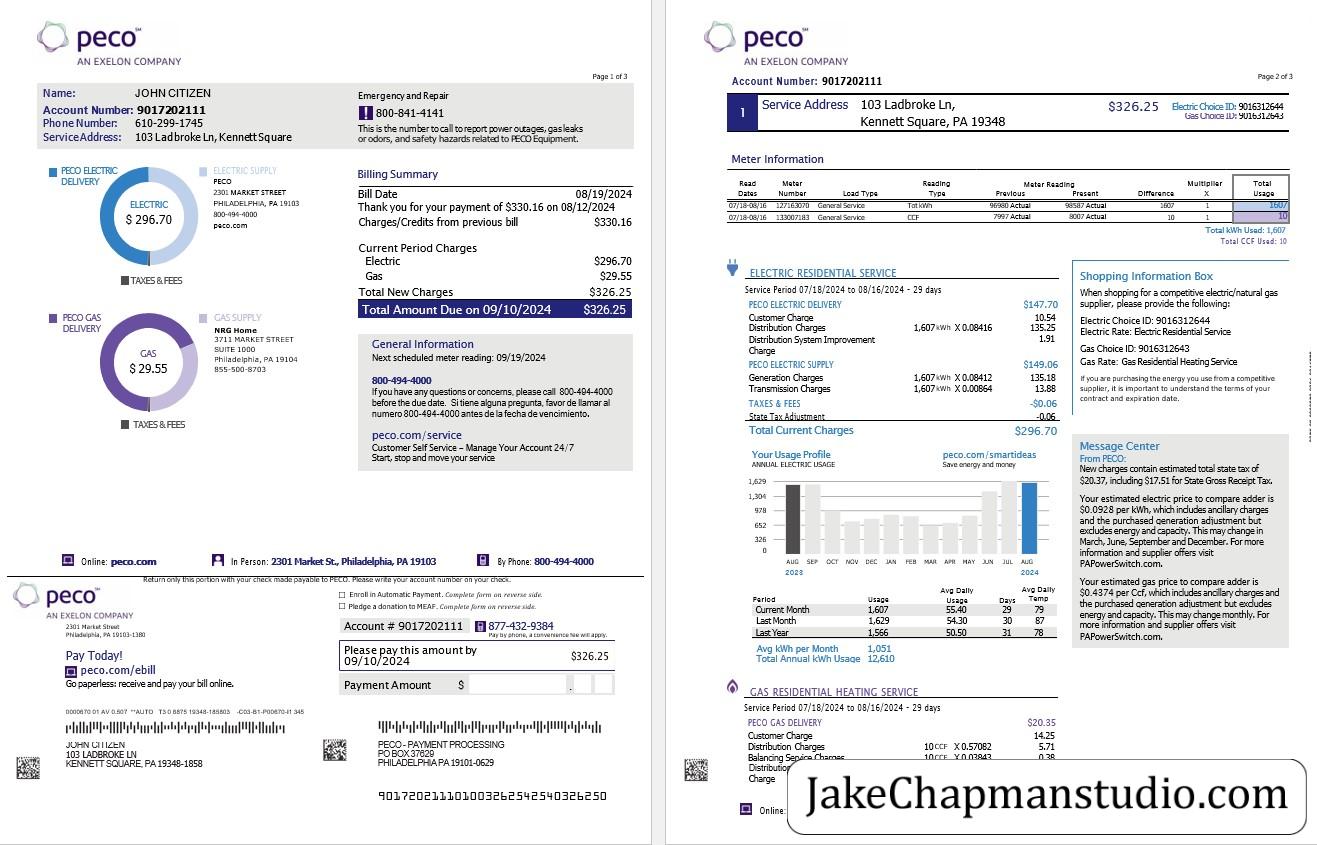 peco℠
AN EXELON COMPANY
Page 1 of 3
Name: JOHN CITIZEN
Account Number: 9017202111
Phone Number: 610-299-1745
Service Address: 103 Ladbroke Ln, Kennett Square
Emergency and Repair
800-841-4141
This is the number to call to report power outages, gas leaks
or odors, and safety hazards related to PECO Equipment.
PECO ELECTRIC
DELIVERY
ELECTRIC
$ 296.70
TAXES & FEES
ELECTRIC SUPPLY
PECO
2301 MARKET STREET
PHILADELPHIA, PA 19103
800-494-4000
peco.com
PECO GAS
DELIVERY
GAS
$ 29.55
TAXES & FEES
GAS SUPPLY
NRG Home
3711 MARKET STREET
SUITE 1000
Philadelphia, PA 19104
855-500-8703
Billing Summary
Bill Date 08/19/2024
Thank you for your payment of $330.16 on 08/12/2024
Charges/Credits from previous bill $330.16
Current Period Charges
Electric $296.70
Gas $29.55
Total New Charges $326.25
Total Amount Due on 09/10/2024 $326.25
General Information
Next scheduled meter reading: 09/19/2024
800-494-4000
If you have any questions or concerns, please call 800-494-4000
before the due date. Si tiene alguna pregunta, favor de llamar al
numero 800-494-4000 antes de la fecha de vencimiento.
peco.com/service
Customer Self Service – Manage Your Account 24/7
Start, stop and move your service
Online: peco.com In Person: 2301 Market St., Philadelphia, PA 19103 By Phone: 800-494-4000
Return only this portion with your check made payable to PECO. Please write your account number on your check.
peco℠
AN EXELON COMPANY
2301 Market Street
Philadelphia, PA 19103-1380
Pay Today!
peco.com/ebill
Go paperless: receive and pay your bill online.
Enroll in Automatic Payment. Complete form on reverse side.
Pledge a donation to MEAF. Complete form on reverse side.
Account # 9017202111 877-432-9384
Pay by phone, a convenience fee will apply.
Please pay this amount by
09/10/2024 $326.25
Payment Amount $ .
0000670 01 AV 0.507 **AUTO T3 0 8875 19348-185803 -C03-B1-P00670-I1 345
JOHN CITIZEN
103 LADBROKE LN
KENNETT SQUARE, PA 19348-1858
PECO - PAYMENT PROCESSING
PO BOX 37629
PHILADELPHIA PA 19101-0629
901720211101003262542540326250
peco℠
AN EXELON COMPANY
Account Number: 9017202111
Page 2 of 3
1 Service Address 103 Ladbroke Ln,
Kennett Square, PA 19348
$326.25
Electric Choice ID: 9016312644
Gas Choice ID: 9016312643
Meter Information
Read Dates Meter Number Load Type Reading Type Meter Reading Previous Present Difference Multiplier X Total Usage
07/18-08/16 127163070 General Service Tot kWh 96980 Actual 98587 Actual 1607 1 1607
07/18-08/16 133007183 General Service CCF 7997 Actual 8007 Actual 10 1 10
Total kWh Used: 1,607
Total CCF Used: 10
ELECTRIC RESIDENTIAL SERVICE
Service Period 07/18/2024 to 08/16/2024 - 29 days
PECO ELECTRIC DELIVERY $147.70
Customer Charge 10.54
Distribution Charges 1,607 kWh X 0.08416 135.25
Distribution System Improvement 1.91
Charge
PECO ELECTRIC SUPPLY $149.06
Generation Charges 1,607 kWh X 0.08412 135.18
Transmission Charges 1,607 kWh X 0.00864 13.88
TAXES & FEES -$0.06
State Tax Adjustment -0.06
Total Current Charges $296.70
Your Usage Profile
ANNUAL ELECTRIC USAGE
peco.com/smartideas
Save energy and money
1,629
1,304
978
652
326
0
AUG SEP OCT NOV DEC JAN FEB MAR APR MAY JUN JUL AUG
2023 2024
Period Usage Avg Daily Usage Days Avg Daily Temp
Current Month 1,607 55.40 29 79
Last Month 1,629 54.30 30 87
Last Year 1,566 50.50 31 78
Avg kWh per Month 1,051
Total Annual kWh Usage 12,610
Shopping Information Box
When shopping for a competitive electric/natural gas
supplier, please provide the following:
Electric Choice ID: 9016312644
Electric Rate: Electric Residential Service
Gas Choice ID: 9016312643
Gas Rate: Gas Residential Heating Service
If you are purchasing the energy you use from a competitive
supplier, it is important to understand the terms of your
contract and expiration date.
Message Center
From PECO:
New charges contain estimated total state tax of
$20.37, including $17.51 for State Gross Receipt Tax.
Your estimated electric price to compare adder is
$0.0928 per kWh, which includes ancillary charges
and the purchased generation adjustment but
excludes energy and capacity. This may change in
March, June, September and December. For more
information and supplier offers visit
PAPowerSwitch.com.
Your estimated gas price to compare adder is
$0.4374 per Ccf, which includes ancillary charges and
the purchased generation adjustment but excludes
energy and capacity. This may change monthly. For
more information and supplier offers visit
PAPowerSwitch.com.
GAS RESIDENTIAL HEATING SERVICE
Service Period 07/18/2024 to 08/16/2024 - 29 days
PECO GAS DELIVERY $20.35
Customer Charge 14.25
Distribution Charges 10 CCF X 0.57082 5.71
Balancing Service Charges 10 CCF X 0.03843 0.38
Distribution
Charge
Online:
JakeChapmanstudio.com